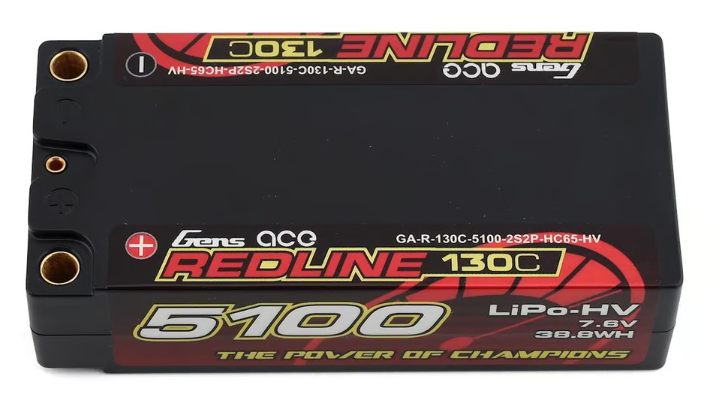 REDLINE 130C
Gens ace
GA-R-130C-5100-2S2P-HC65-HV
Gens ace
GA-R-130C-5100-2S2P-HC65-HV
REDLINE 130C
5100
LiPo-HV
7.6V
38.8WH
THE POWER OF CHAMPIONS